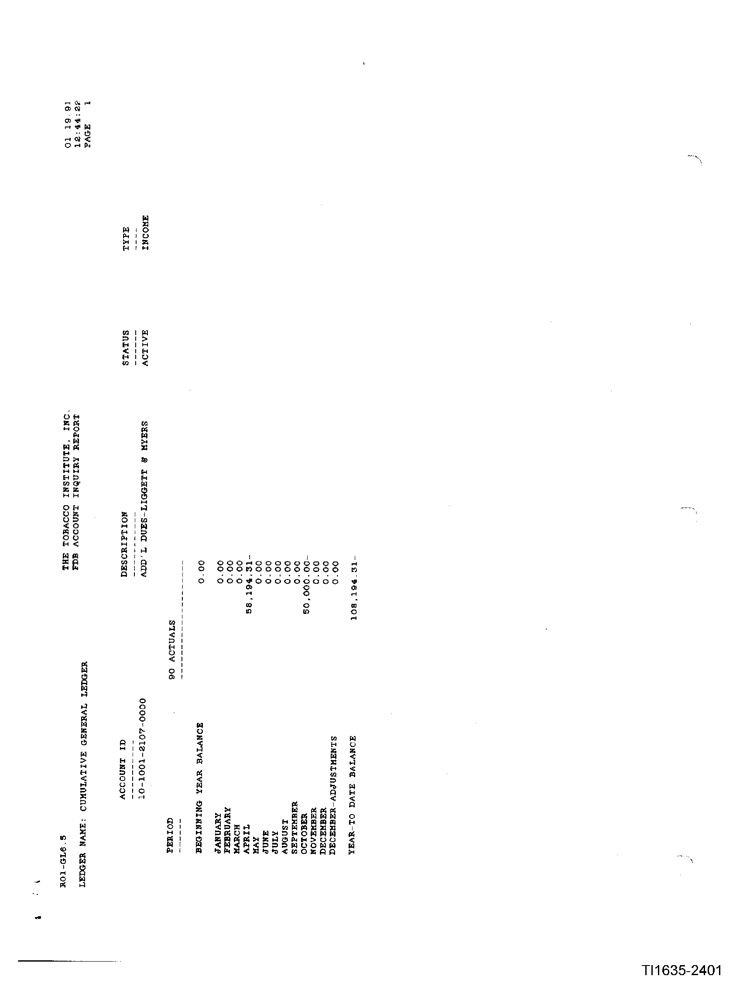 R01-GL6.5 THE TOBACCO INSTITUTE, INC. 01 19 91
FDB ACCOUNT INQUIRY REPORT 12:44:22
LEDGER NAME: CUMULATIVE GENERAL LEDGER PAGE 1
ACCOUNT ID DESCRIPTION STATUS TYPE
---------- ----------- ------ ----
10-1001-2107-0000 ADD'L DUES-LIGGETT & MYERS ACTIVE INCOME
PERIOD 90 ACTUALS
------ --------------------
BEGINNING YEAR BALANCE 0.00
JANUARY 0.00
FEBRUARY 0.00
MARCH 0.00
APRIL 58,194.31-
MAY 0.00
JUNE 0.00
JULY 0.00
AUGUST 0.00
SEPTEMBER 0.00
OCTOBER 50,000.00-
NOVEMBER 0.00
DECEMBER 0.00
DECEMBER-ADJUSTMENTS 0.00
YEAR-TO DATE BALANCE 108,194.31-
TI1635-2401